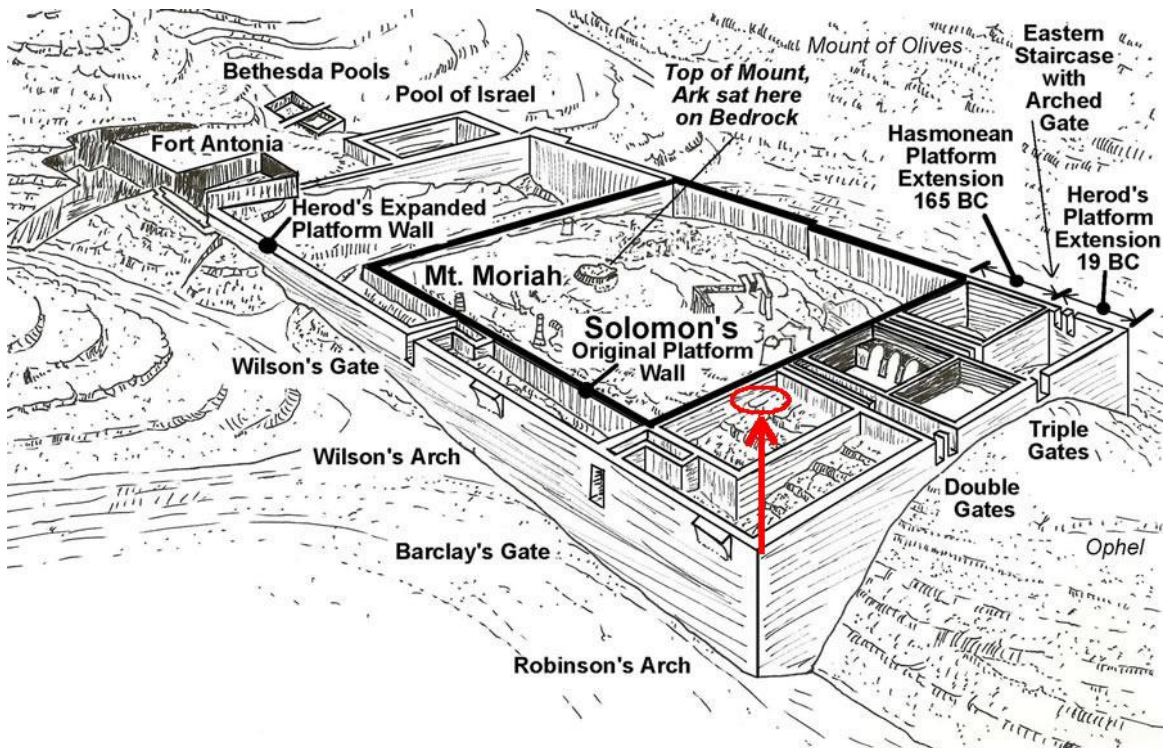 Mount of Olives
Eastern
Staircase
with
Arched
Gate
Bethesda Pools
Pool of Israel
Top of Mount,
Ark sat here
on Bedrock
Hasmonean
Platform
Extension
165 BC
Fort Antonia
Herod's
Platform
Extension
19 BC
Herod's Expanded
Platform Wall
Mt. Moriah
Solomon's
Original Platform
Wall
Wilson's Gate
Triple
Gates
Wilson's Arch
Double
Gates
Barclay's Gate
Ophel
Robinson's Arch